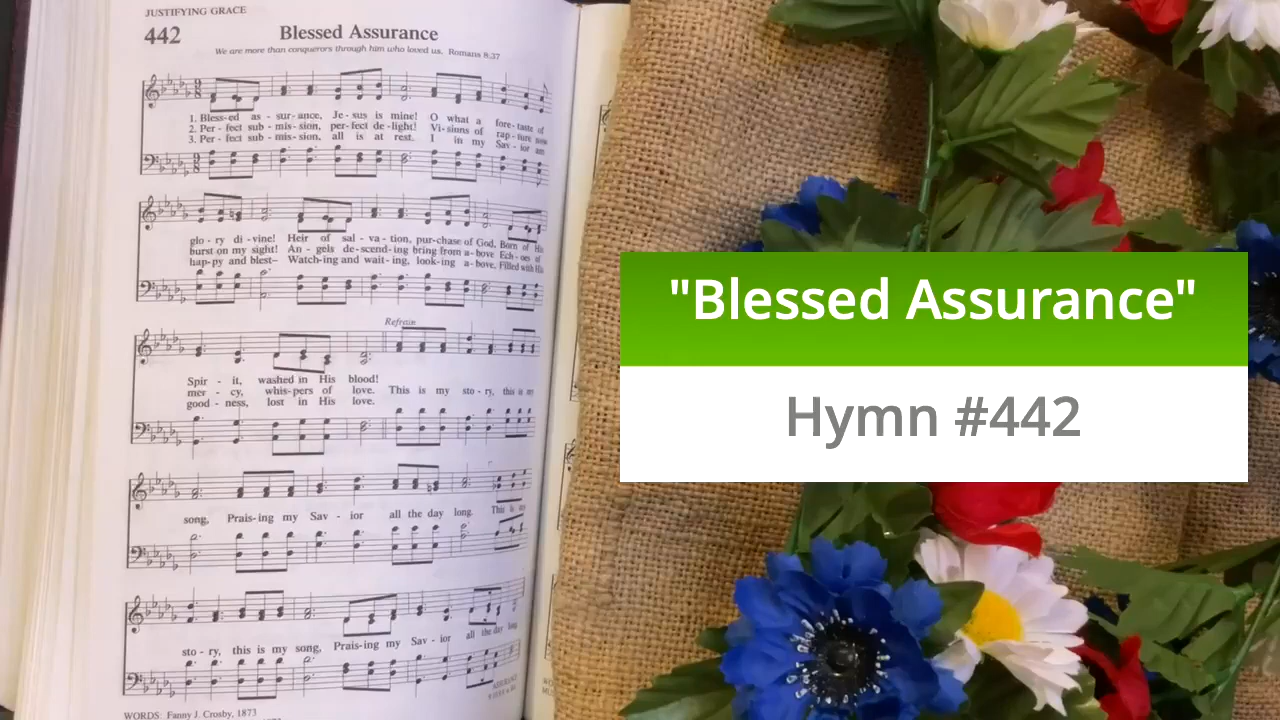 JUSTIFYING GRACE
442 Blessed Assurance
We are more than conquerors through him who loved us. Romans 8:37
1. Bless-ed as - sur- ance, Je - sus is mine! O what a fore- taste of
2. Per - fect sub - mis - sion, per- fect de - light! Vi- sions of rap - ture now
3. Per - fect sub - mis - sion, all is at rest. I in my Sav - ior am
glo - ry di - vine! Heir of sal - va - tion, pur- chase of God, Born of His
burst on my sight! An - gels de- scend- ing bring from a- bove Ech - oes of
hap- py and blest– Watch- ing and wait - ing, look- ing a - bove, Filled with His
Refrain
Spir - it, washed in His blood!
mer - cy, whis- pers of love. This is my sto - ry, this is my
good - ness, lost in His love.
song, Prais- ing my Sav - ior all the day long. This is my
sto - ry, this is my song, Prais- ing my Sav - ior all the day long.
WORDS: Fanny J. Crosby, 1873
"Blessed Assurance"
Hymn #442